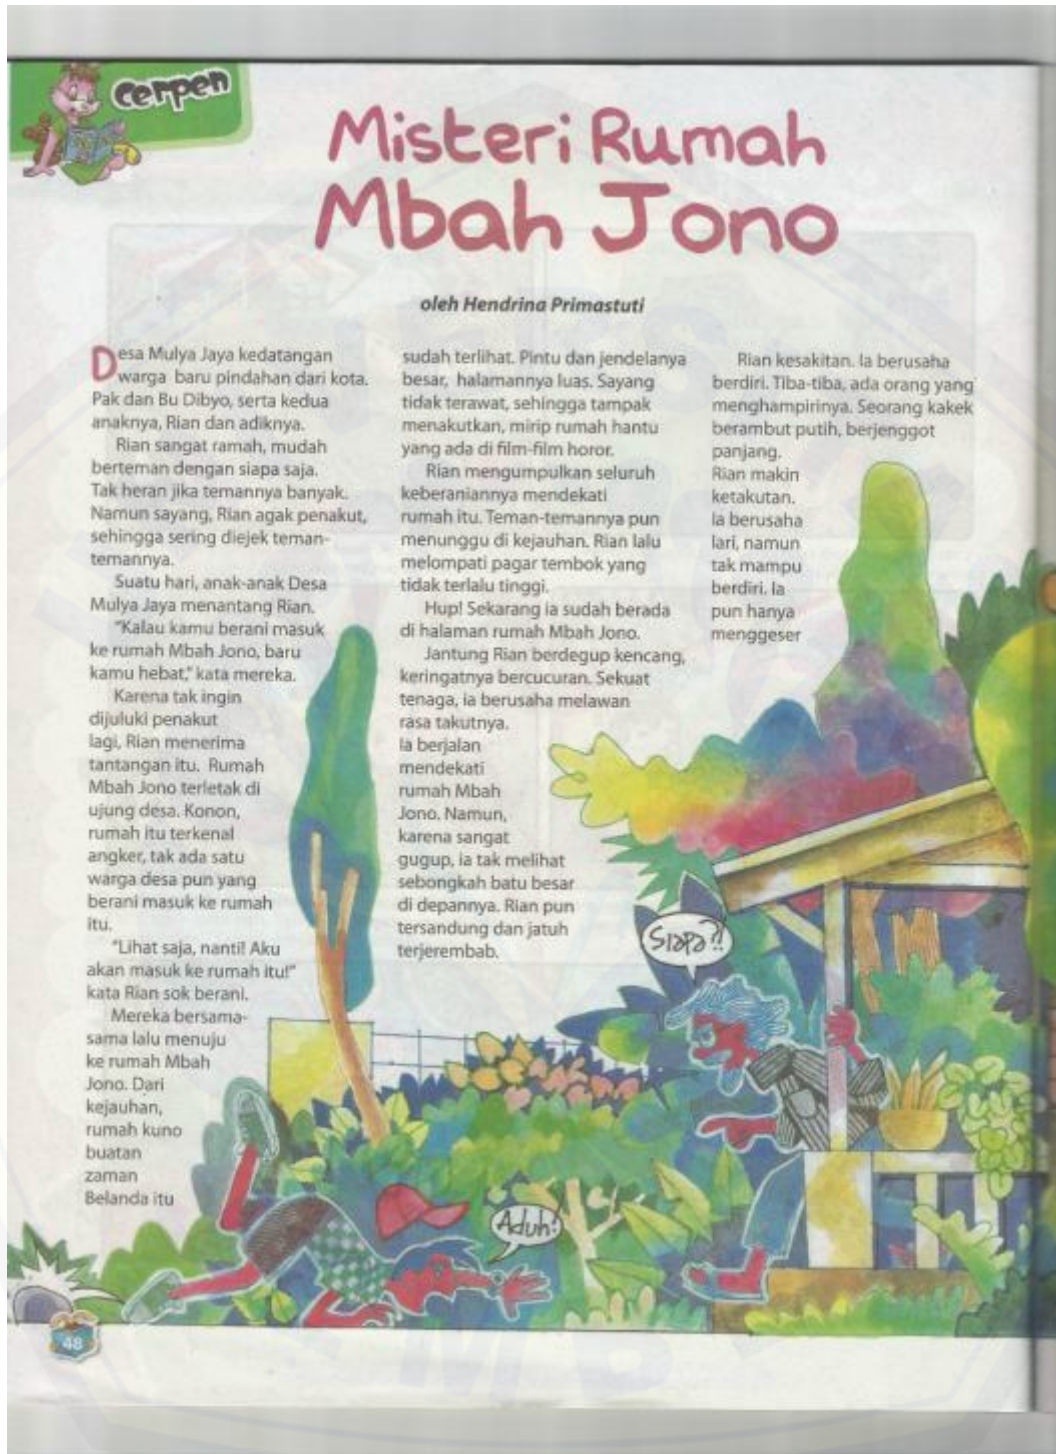 Cerpen
Misteri Rumah
Mbah Jono
oleh Hendrina Primastuti
Desa Mulya Jaya kedatangan
warga baru pindahan dari kota.
Pak dan Bu Dibyo, serta kedua
anaknya, Rian dan adiknya.
Rian sangat ramah, mudah
berteman dengan siapa saja.
Tak heran jika temannya banyak.
Namun sayang, Rian agak penakut,
sehingga sering diejek teman-
temannya.
Suatu hari, anak-anak Desa
Mulya Jaya menantang Rian.
"Kalau kamu berani masuk
ke rumah Mbah Jono, baru
kamu hebat," kata mereka.
Karena tak ingin
dijuluki penakut
lagi, Rian menerima
tantangan itu. Rumah
Mbah Jono terletak di
ujung desa. Konon,
rumah itu terkenal
angker, tak ada satu
warga desa pun yang
berani masuk ke rumah
itu.
"Lihat saja, nanti! Aku
akan masuk ke rumah itu!"
kata Rian sok berani.
Mereka bersama-
sama lalu menuju
ke rumah Mbah
Jono. Dari
kejauhan,
rumah kuno
buatan
zaman
Belanda itu
sudah terlihat. Pintu dan jendelanya
besar, halamannya luas. Sayang
tidak terawat, sehingga tampak
menakutkan, mirip rumah hantu
yang ada di film-film horor.
Rian mengumpulkan seluruh
keberaniannya mendekati
rumah itu. Teman-temannya pun
menunggu di kejauhan. Rian lalu
melompati pagar tembok yang
tidak terlalu tinggi.
Hup! Sekarang ia sudah berada
di halaman rumah Mbah Jono.
Jantung Rian berdegup kencang,
keringatnya bercucuran. Sekuat
tenaga, ia berusaha melawan
rasa takutnya.
Ia berjalan
mendekati
rumah Mbah
Jono. Namun,
karena sangat
gugup, ia tak melihat
sebongkah batu besar
di depannya. Rian pun
tersandung dan jatuh
terjerembab.
Rian kesakitan. Ia berusaha
berdiri. Tiba-tiba, ada orang yang
menghampirinya. Seorang kakek
berambut putih, berjenggot
panjang.
Rian makin
ketakutan.
Ia berusaha
lari, namun
tak mampu
berdiri. Ia
pun hanya
menggeser
Siapa?!
Aduh!
48